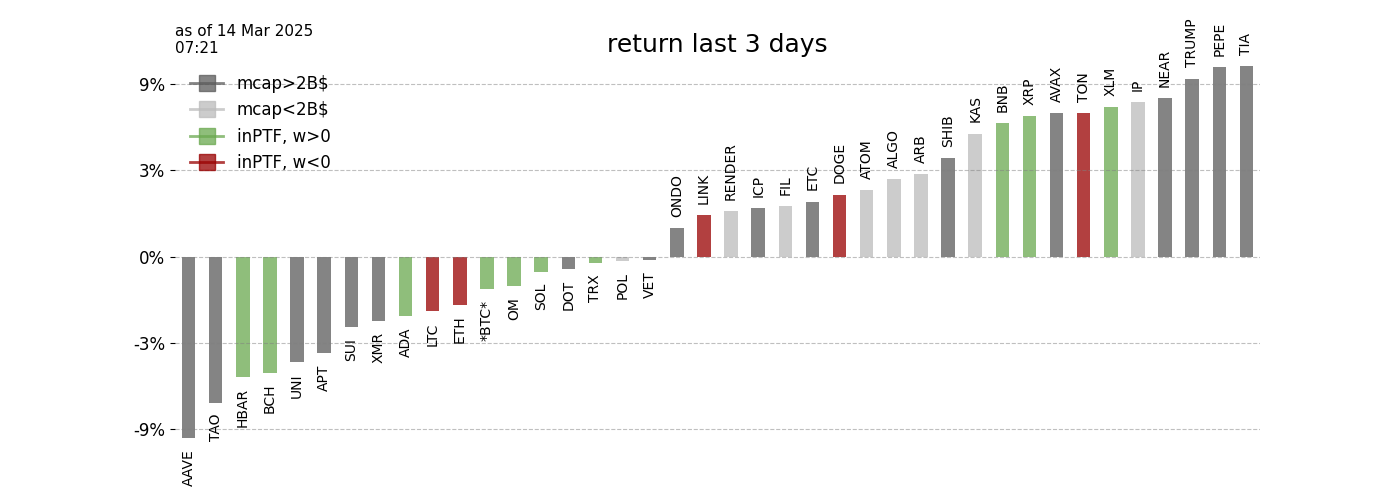 as of 14 Mar 2025
07:21
return last 3 days
mcap>2B$
mcap<2B$
inPTF, w>0
inPTF, w<0
9%
3%
0%
-3%
-9%
AAVE
TAO
HBAR
BCH
UNI
APT
SUI
XMR
ADA
LTC
ETH
*BTC*
OM
SOL
DOT
TRX
POL
VET
ONDO
LINK
RENDER
ICP
FIL
ETC
DOGE
ATOM
ALGO
ARB
SHIB
KAS
BNB
XRP
AVAX
TON
XLM
IP
NEAR
TRUMP
PEPE
TIA